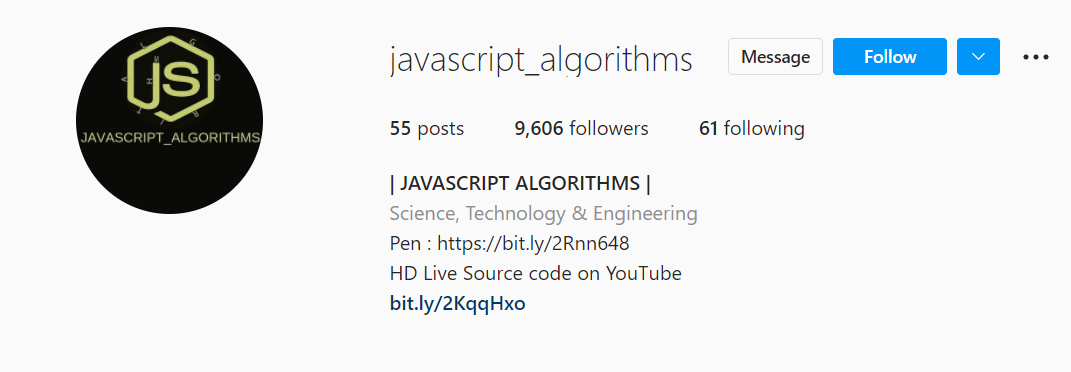 JS
JAVASCRIPT_ALGORITHMS
javascript_algorithms Message Follow
55 posts 9,606 followers 61 following
| JAVASCRIPT ALGORITHMS |
Science, Technology & Engineering
Pen : https://bit.ly/2Rnn648
HD Live Source code on YouTube
bit.ly/2KqqHxo